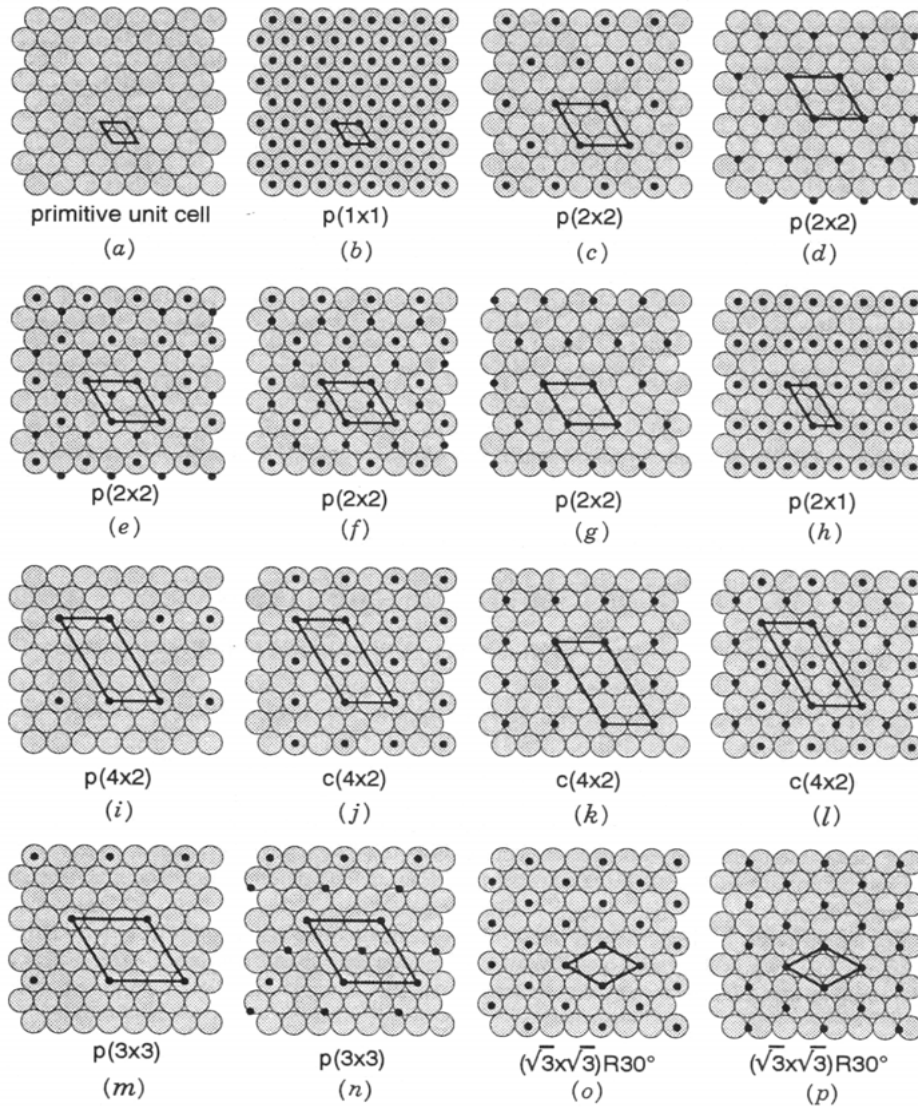 primitive unit cell p(1x1) p(2x2) p(2x2)
(a) (b) (c) (d)
p(2x2) p(2x2) p(2x2) p(2x1)
(e) (f) (g) (h)
p(4x2) c(4x2) c(4x2) c(4x2)
(i) (j) (k) (l)
p(3x3) p(3x3) (√3x√3)R30° (√3x√3)R30°
(m) (n) (o) (p)